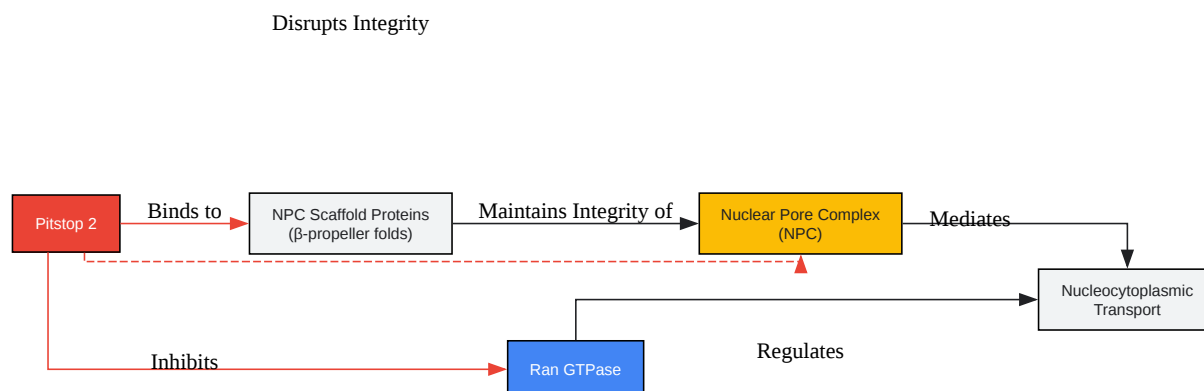 Disrupts Integrity
Pitstop 2
Binds to
NPC Scaffold Proteins
(β-propeller folds)
Maintains Integrity of
Nuclear Pore Complex
(NPC)
Mediates
Nucleocytoplasmic
Transport
Inhibits
Ran GTPase
Regulates